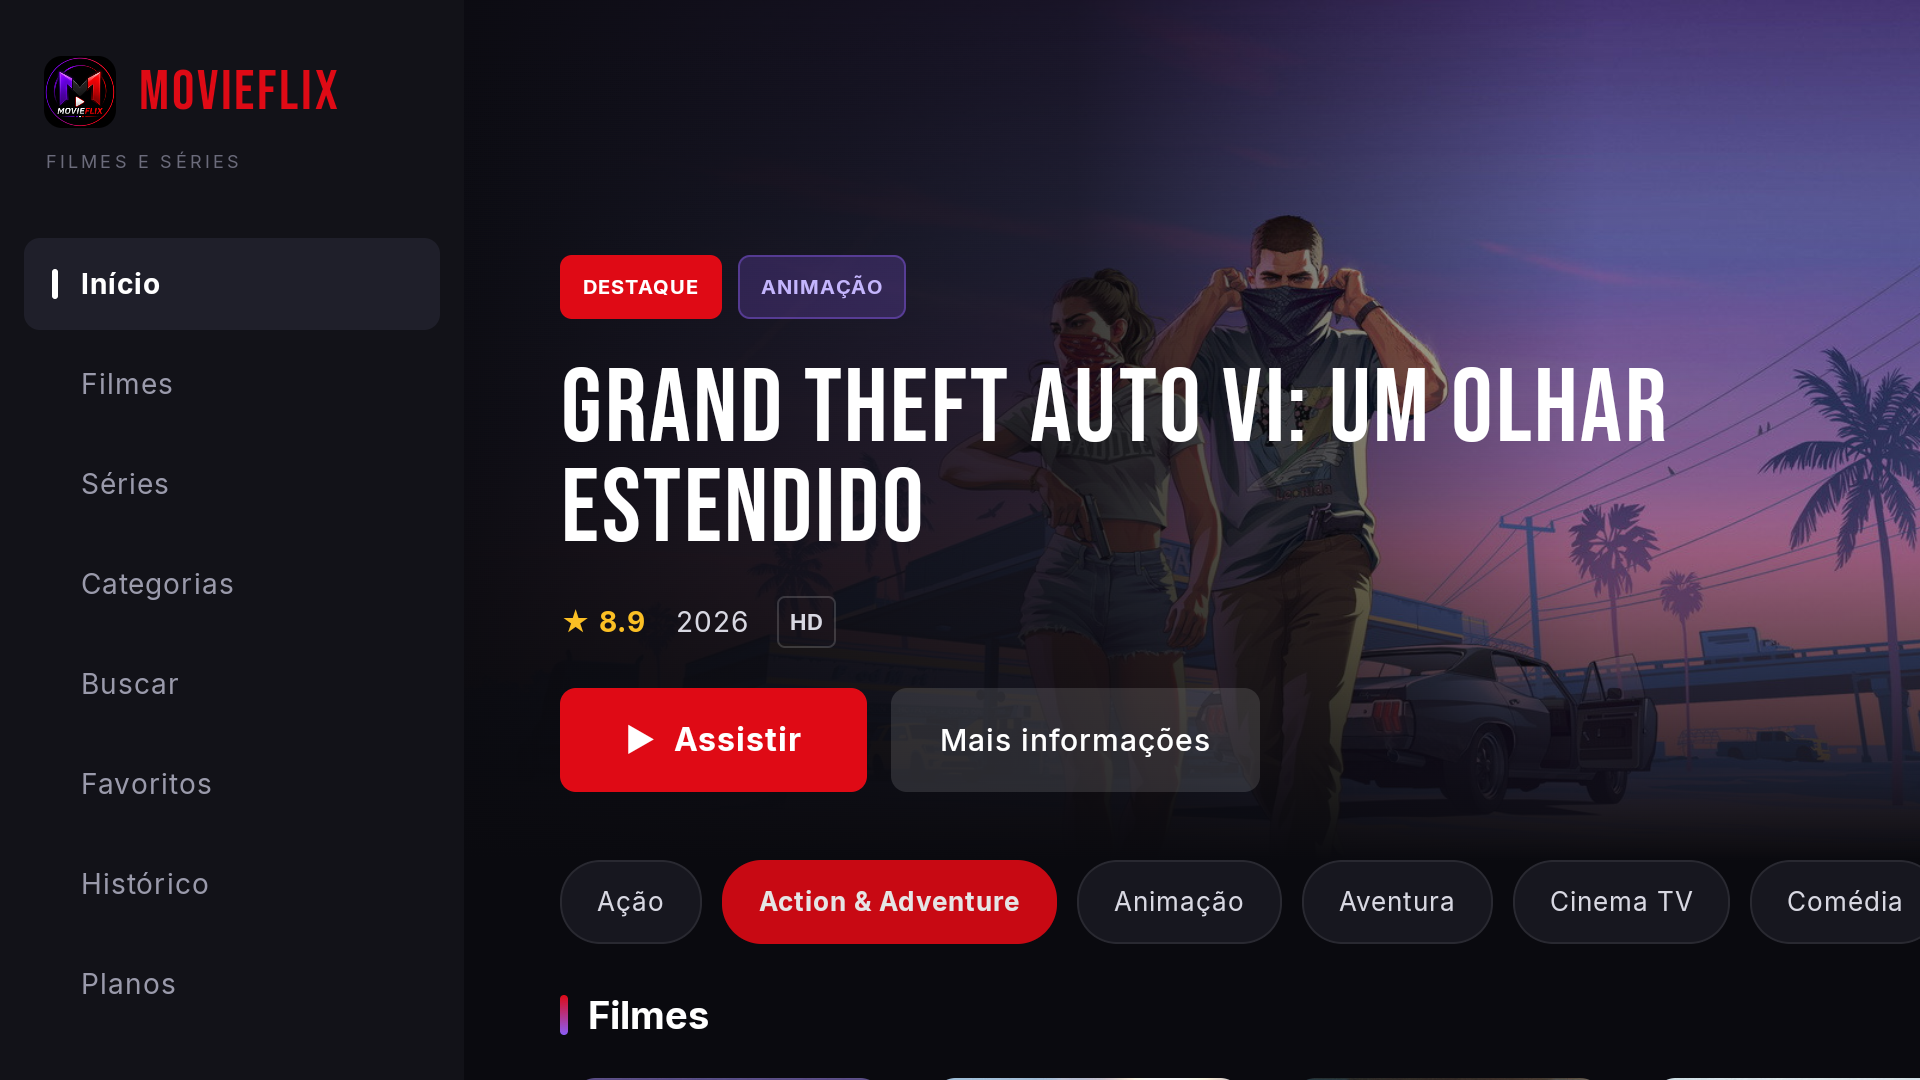 MOVIEFLIX
MOVIEFLIX
FILMES E SÉRIES
Início
Filmes
Séries
Categorias
Buscar
Favoritos
Histórico
Planos
DESTAQUE
ANIMAÇÃO
GRAND THEFT AUTO VI: UM OLHAR
ESTENDIDO
★ 8.9 2026 HD
▶ Assistir
Mais informações
Ação
Action & Adventure
Animação
Aventura
Cinema TV
Comédia
Filmes